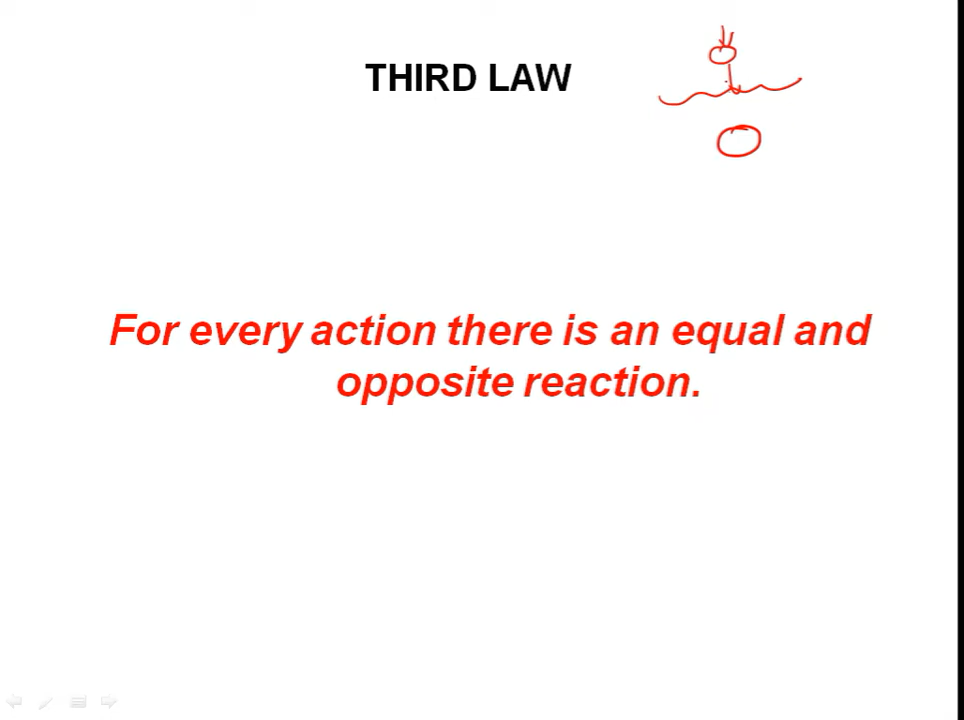 THIRD LAW
For every action there is an equal and
opposite reaction.